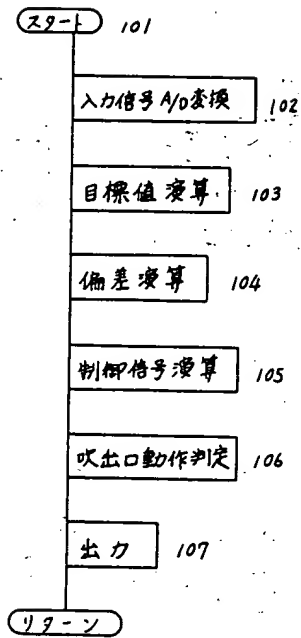 スタート 101
入力信号A/D変換 102
目標値演算 103
偏差演算 104
制御信号演算 105
吹出口動作判定 106
出力 107
リターン